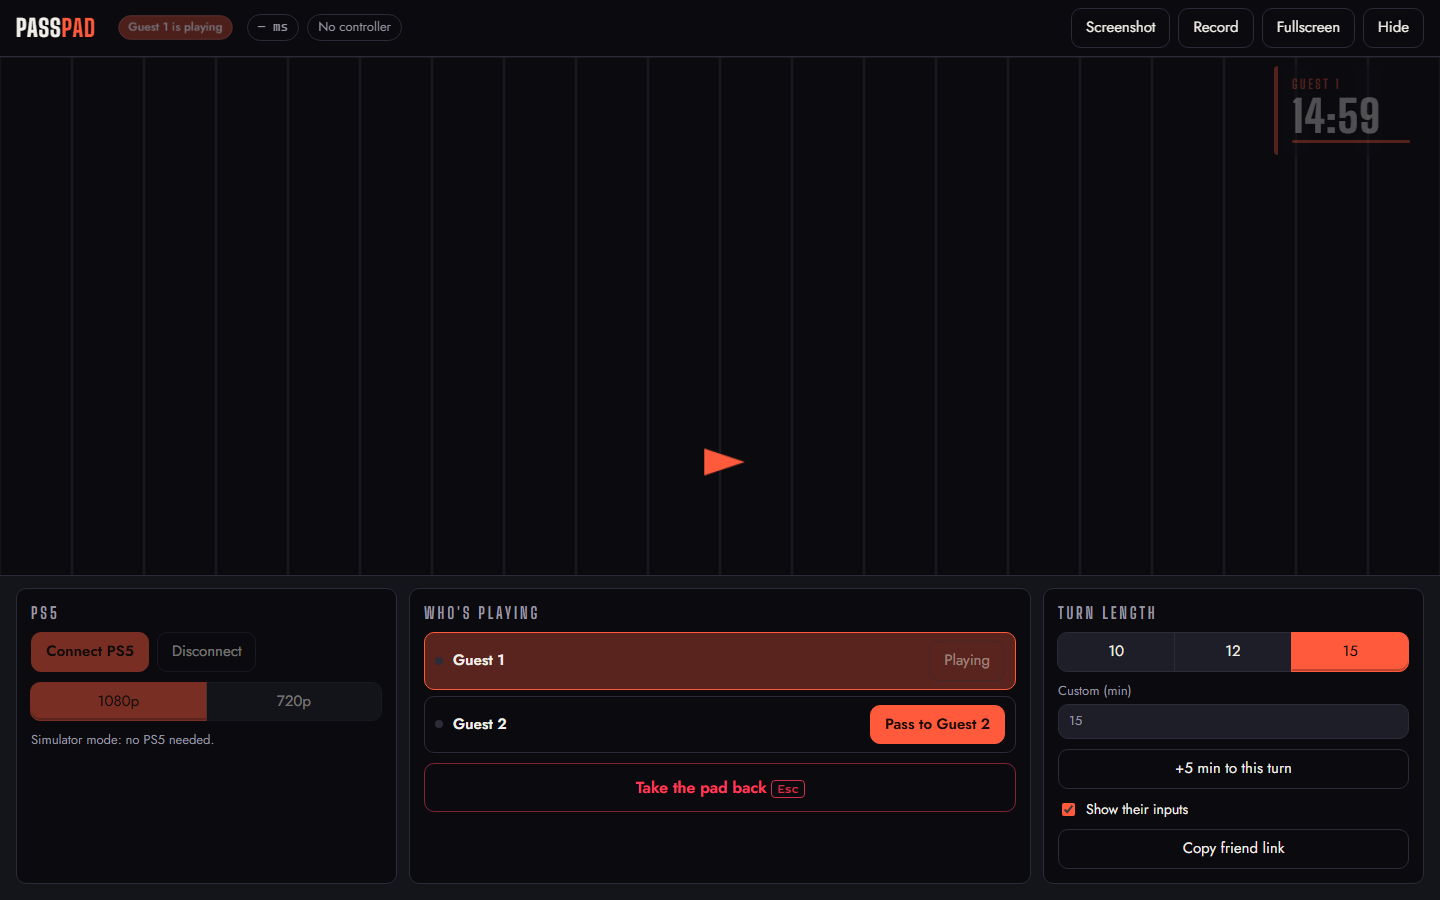 PASSPAD
Guest 1 is playing
– ms
No controller
Screenshot
Record
Fullscreen
Hide
GUEST 1
14:59
PS5
Connect PS5
Disconnect
1080p
720p
Simulator mode: no PS5 needed.
WHO'S PLAYING
Guest 1
Playing
Guest 2
Pass to Guest 2
Take the pad back Esc
TURN LENGTH
10
12
15
Custom (min)
15
+5 min to this turn
Show their inputs
Copy friend link